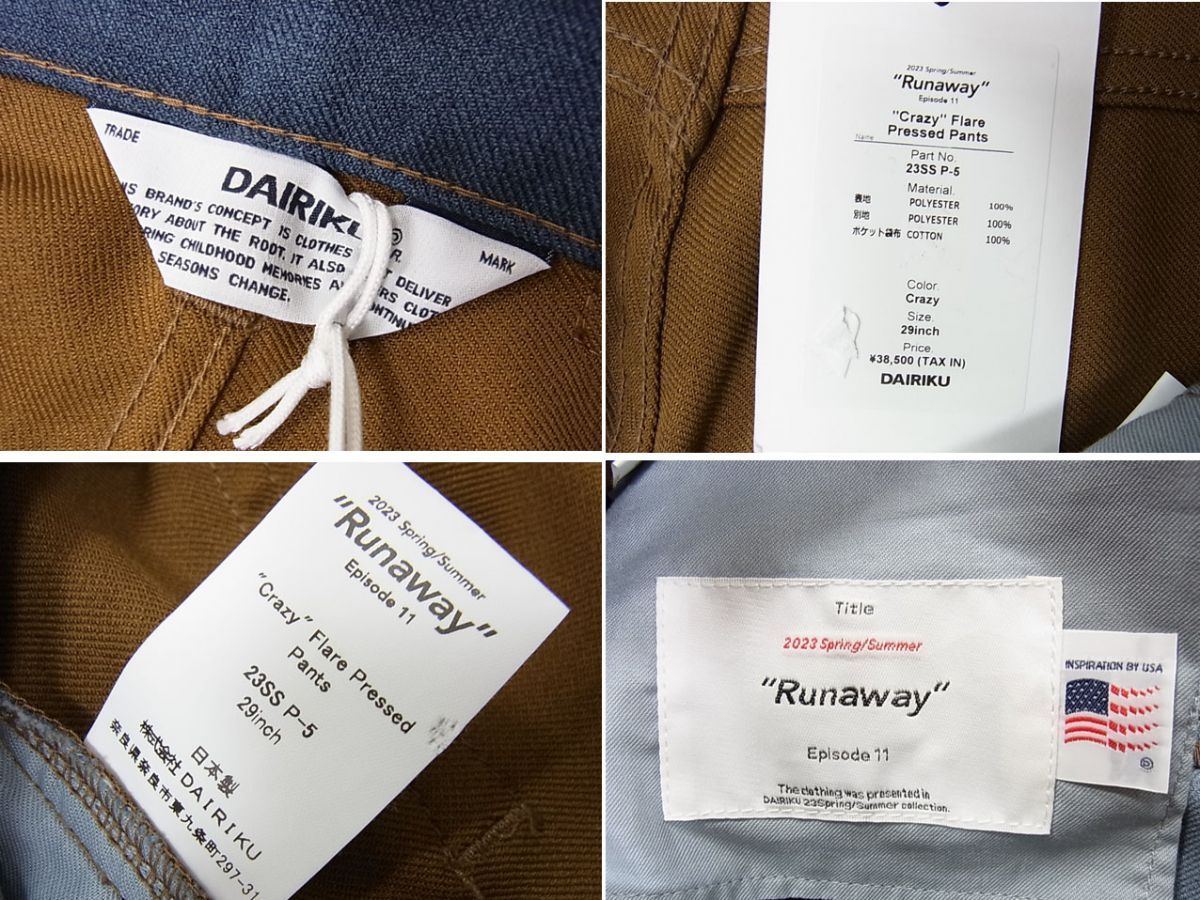 TRADE
DAIRIKU
MARK
IS BRAND'S CONCEPT IS CLOTHES
ORY ABOUT THE ROOT. IT ALSO DELIVER
RING CHILDHOOD MEMORIES
SEASONS CHANGE.
2023 Spring/Summer
"Runaway"
Episode 11
"Crazy" Flare
Pressed Pants
Name
Part No.
23SS P-5
Material.
表地 POLYESTER 100%
別地 POLYESTER 100%
ポケット袋布 COTTON 100%
Color.
Crazy
Size.
29inch
Price.
¥38,500 (TAX IN)
DAIRIKU
2023 Spring/Summer
"Runaway"
Episode 11
"Crazy" Flare Pressed
Pants
23SS P-5
29inch
日本製
株式会社 DAIRIKU
奈良県奈良市東九条町297-31
Title
2023 Spring/Summer
"Runaway"
Episode 11
The clothing was presented in
DAIRIKU 23Spring/Summer collection.
INSPIRATION BY USA